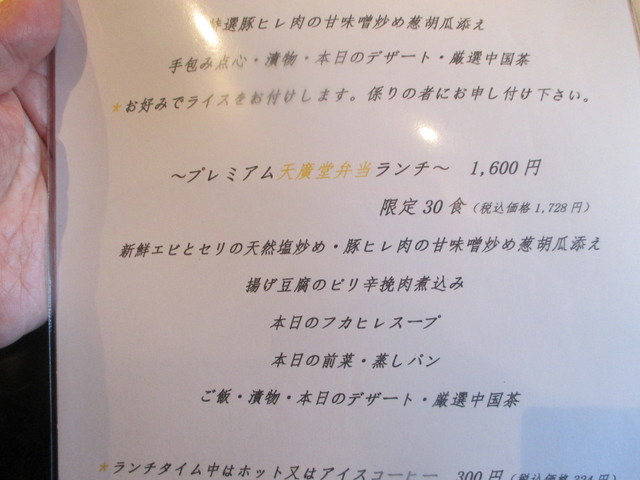 選豚ヒレ肉の甘味噌炒め葱胡瓜添え
手包み点心・漬物・本日のデザート・厳選中国茶
★お好みでライスをお付けします。係りの者にお申し付け下さい。
～プレミアム天廣堂弁当ランチ～ 1,600円
限定30食（税込価格1,728円）
新鮮エビとセリの天然塩炒め・豚ヒレ肉の甘味噌炒め葱胡瓜添え
揚げ豆腐のピリ辛挽肉煮込み
本日のフカヒレスープ
本日の前菜・蒸しパン
ご飯・漬物・本日のデザート・厳選中国茶
★ランチタイム中はホット又はアイスコーヒー 300円（税込価格324円）